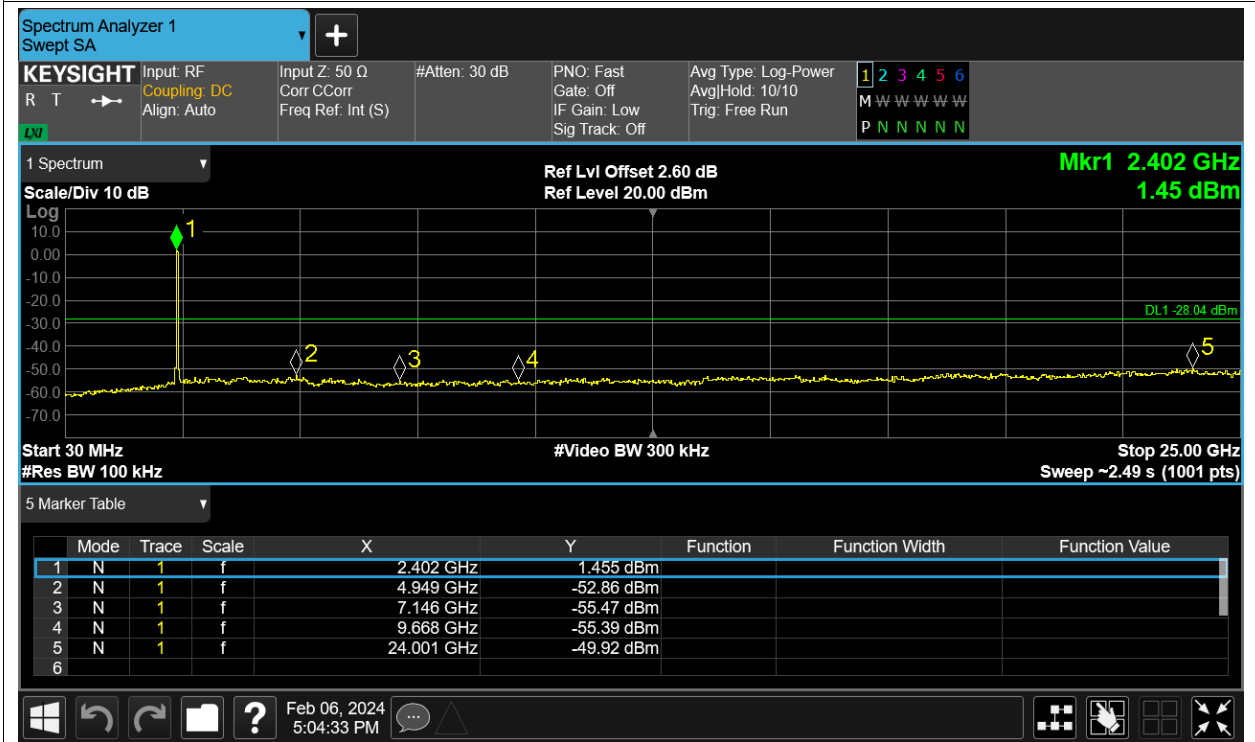 Spectrum Analyzer 1
Swept SA
+
KEYSIGHT
R T
LXI
Input: RF
Coupling: DC
Align: Auto
Input Z: 50 Ω
Corr CCorr
Freq Ref: Int (S)
#Atten: 30 dB
PNO: Fast
Gate: Off
IF Gain: Low
Sig Track: Off
Avg Type: Log-Power
Avg|Hold: 10/10
Trig: Free Run
1 2 3 4 5 6
M W W W W W
P N N N N N
1 Spectrum
Scale/Div 10 dB
Ref Lvl Offset 2.60 dB
Ref Level 20.00 dBm
Mkr1 2.402 GHz
1.45 dBm
Log
10.0
0.00
-10.0
-20.0
-30.0
-40.0
-50.0
-60.0
-70.0
1
2
3
4
5
DL1 -28.04 dBm
Start 30 MHz
#Video BW 300 kHz
Stop 25.00 GHz
#Res BW 100 kHz
Sweep ~2.49 s (1001 pts)
5 Marker Table
Mode Trace Scale X Y Function Function Width Function Value
1 N 1 f 2.402 GHz 1.455 dBm
2 N 1 f 4.949 GHz -52.86 dBm
3 N 1 f 7.146 GHz -55.47 dBm
4 N 1 f 9.668 GHz -55.39 dBm
5 N 1 f 24.001 GHz -49.92 dBm
6
?
Feb 06, 2024
5:04:33 PM